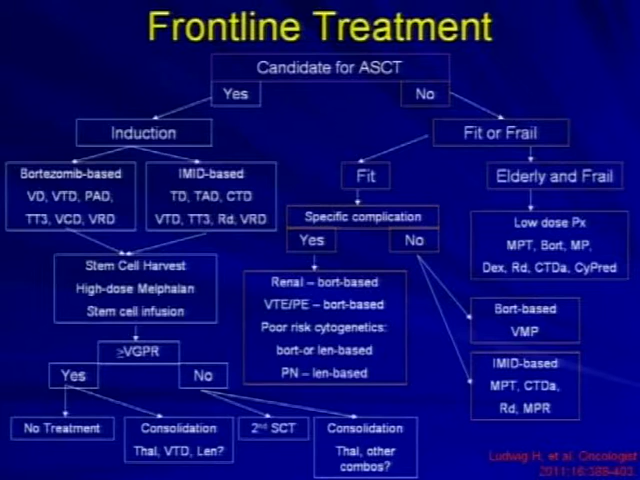 Frontline Treatment
Candidate for ASCT
Yes
No
Induction
Fit or Frail
Bortezomib-based
VD, VTD, PAD,
TT3, VCD, VRD
IMID-based
TD, TAD, CTD
VTD, TT3, Rd, VRD
Fit
Elderly and Frail
Specific complication
Yes
No
Low dose Px
MPT, Bort, MP,
Dex, Rd, CTDa, CyPred
Stem Cell Harvest
High-dose Melphalan
Stem cell infusion
Renal – bort-based
VTE/PE – bort-based
Poor risk cytogenetics:
bort-or len-based
PN – len-based
Bort-based
VMP
≥VGPR
Yes
No
IMID-based
MPT, CTDa,
Rd, MPR
No Treatment
Consolidation
Thal, VTD, Len?
2nd SCT
Consolidation
Thal, other
combos?
Ludwig H, et al. Oncologist
2011;16:388-403.